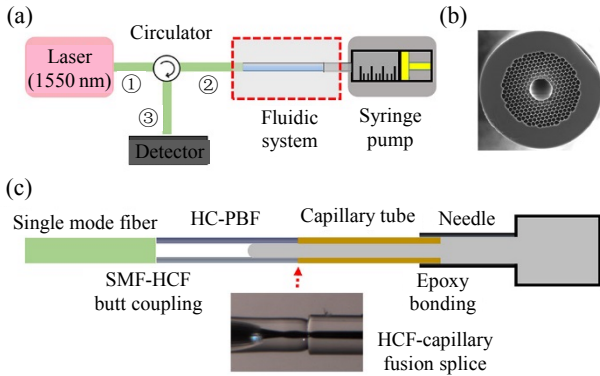 (a)
Circulator
Laser
(1550 nm)
①
②
③
Detector
Fluidic
system
Syringe
pump
(b)
(c)
Single mode fiber
HC-PBF
Capillary tube
Needle
SMF-HCF
butt coupling
Epoxy
bonding
HCF-capillary
fusion splice